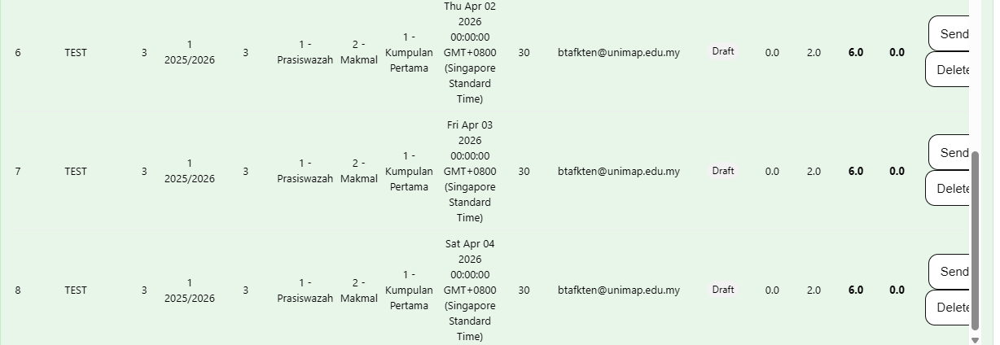 6 TEST 3 1 2025/2026 3 1 - Prasiswazah 2 - Makmal 1 - Kumpulan Pertama Thu Apr 02 2026 00:00:00 GMT+0800 (Singapore Standard Time) 30 btafkten@unimap.edu.my Draft 0.0 2.0 6.0 0.0 Send Delete
7 TEST 3 1 2025/2026 3 1 - Prasiswazah 2 - Makmal 1 - Kumpulan Pertama Fri Apr 03 2026 00:00:00 GMT+0800 (Singapore Standard Time) 30 btafkten@unimap.edu.my Draft 0.0 2.0 6.0 0.0 Send Delete
8 TEST 3 1 2025/2026 3 1 - Prasiswazah 2 - Makmal 1 - Kumpulan Pertama Sat Apr 04 2026 00:00:00 GMT+0800 (Singapore Standard Time) 30 btafkten@unimap.edu.my Draft 0.0 2.0 6.0 0.0 Send Delete